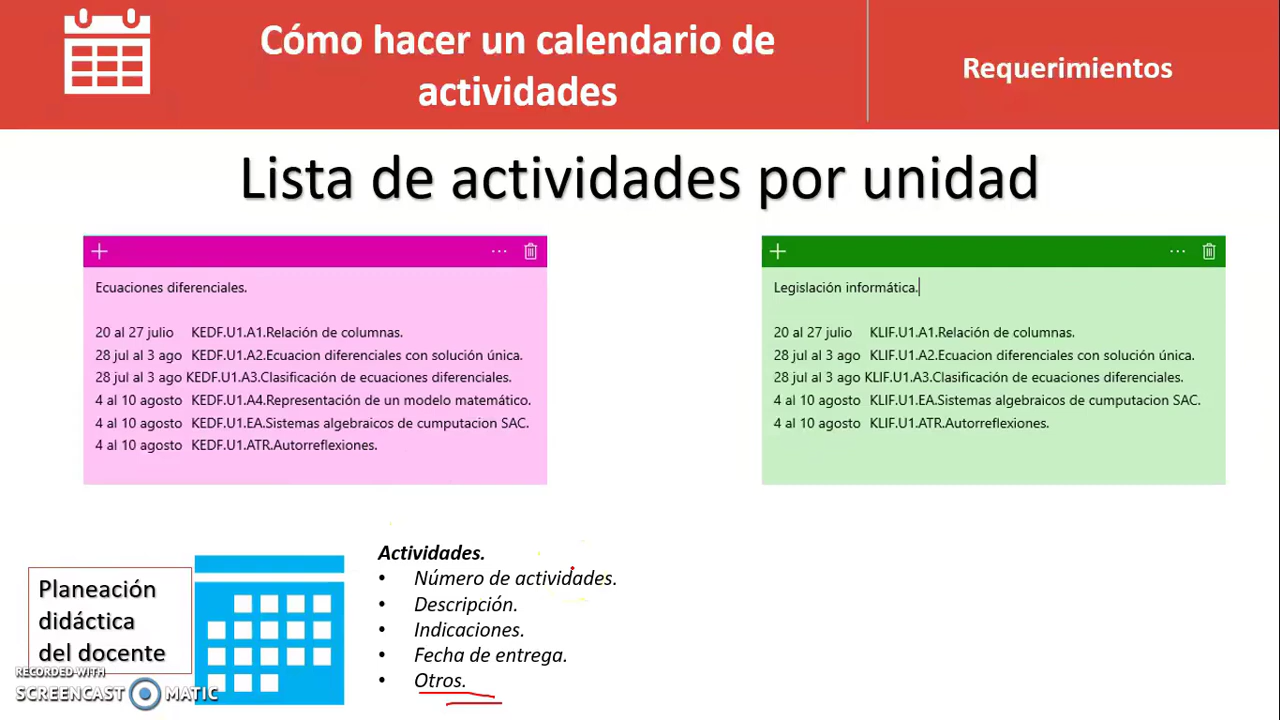 Cómo hacer un calendario de
actividades
Requerimientos
Lista de actividades por unidad
Ecuaciones diferenciales.
20 al 27 julio KEDF.U1.A1.Relación de columnas.
28 jul al 3 ago KEDF.U1.A2.Ecuacion diferenciales con solución única.
28 jul al 3 ago KEDF.U1.A3.Clasificación de ecuaciones diferenciales.
4 al 10 agosto KEDF.U1.A4.Representación de un modelo matemático.
4 al 10 agosto KEDF.U1.EA.Sistemas algebraicos de cumputacion SAC.
4 al 10 agosto KEDF.U1.ATR.Autorreflexiones.
Legislación informática.
20 al 27 julio KLIF.U1.A1.Relación de columnas.
28 jul al 3 ago KLIF.U1.A2.Ecuacion diferenciales con solución única.
28 jul al 3 ago KLIF.U1.A3.Clasificación de ecuaciones diferenciales.
4 al 10 agosto KLIF.U1.EA.Sistemas algebraicos de cumputacion SAC.
4 al 10 agosto KLIF.U1.ATR.Autorreflexiones.
Planeación
didáctica
del docente
Actividades.
• Número de actividades.
• Descripción.
• Indicaciones.
• Fecha de entrega.
• Otros.
RECORDED WITH
SCREENCAST MATIC